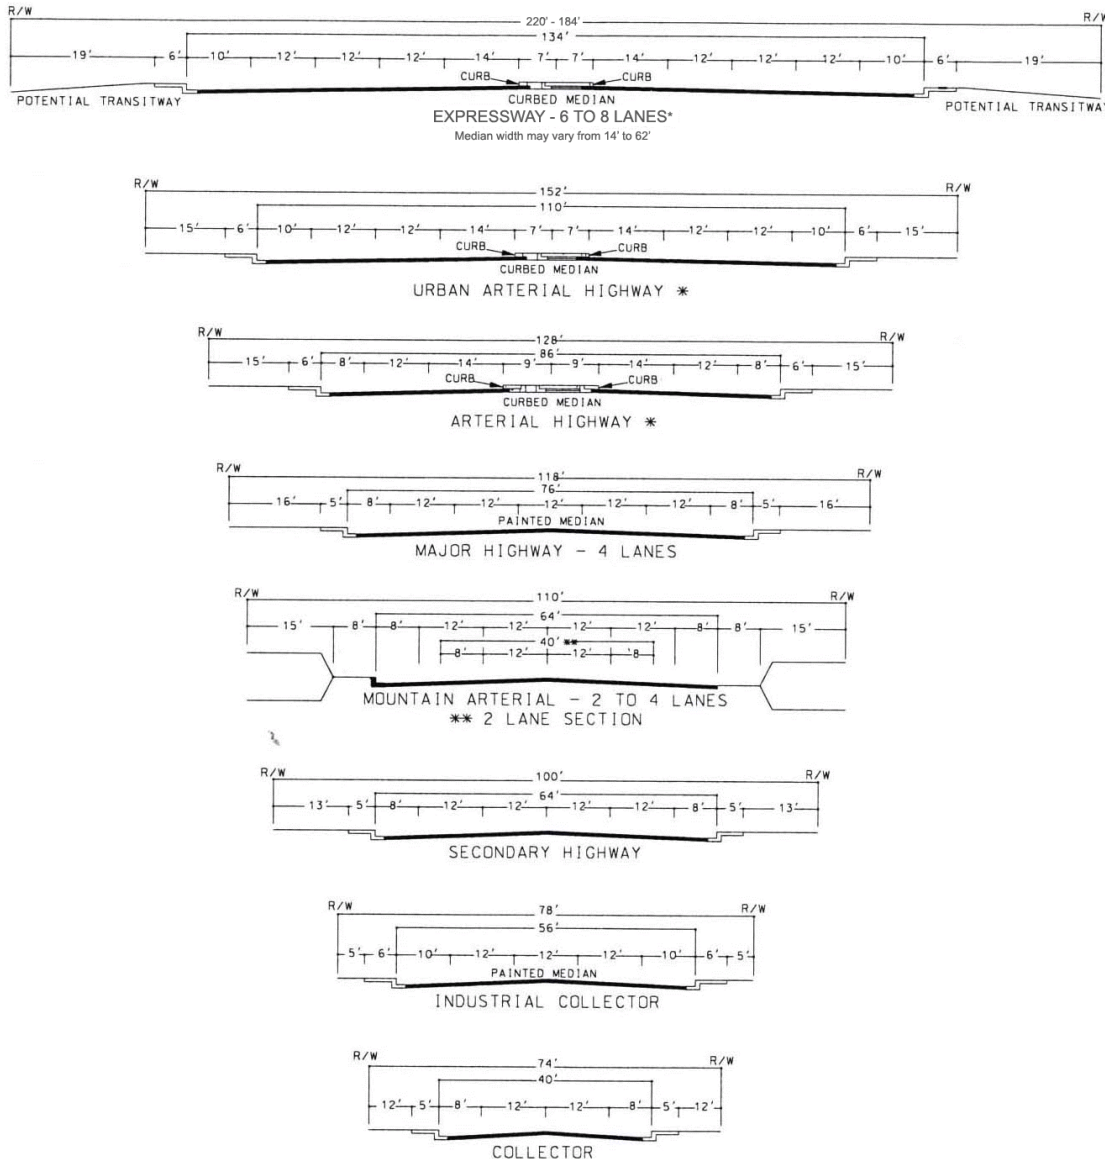 R/W R/W
220' - 184'
134'
19' 6' 10' 12' 12' 12' 14' 7' 7' 14' 12' 12' 12' 10' 6' 19'
CURB CURB
POTENTIAL TRANSITWAY CURBED MEDIAN POTENTIAL TRANSITWAY
EXPRESSWAY - 6 TO 8 LANES*
Median width may vary from 14' to 62'
R/W R/W
152'
110'
15' 6' 10' 12' 12' 14' 7' 7' 14' 12' 12' 10' 6' 15'
CURB CURB
CURBED MEDIAN
URBAN ARTERIAL HIGHWAY *
R/W R/W
128'
86'
15' 6' 8' 12' 14' 9' 9' 14' 12' 8' 6' 15'
CURB CURB
CURBED MEDIAN
ARTERIAL HIGHWAY *
R/W R/W
118'
76'
16' 5' 8' 12' 12' 12' 12' 12' 8' 5' 16'
PAINTED MEDIAN
MAJOR HIGHWAY - 4 LANES
R/W R/W
110'
64'
15' 8' 8' 12' 12' 12' 12' 8' 8' 15'
40' **
8' 12' 12' 8'
MOUNTAIN ARTERIAL - 2 TO 4 LANES
** 2 LANE SECTION
R/W R/W
100'
64'
13' 5' 8' 12' 12' 12' 12' 8' 5' 13'
SECONDARY HIGHWAY
R/W R/W
78'
56'
5' 6' 10' 12' 12' 12' 10' 6' 5'
PAINTED MEDIAN
INDUSTRIAL COLLECTOR
R/W R/W
74'
40'
12' 5' 8' 12' 12' 8' 5' 12'
COLLECTOR